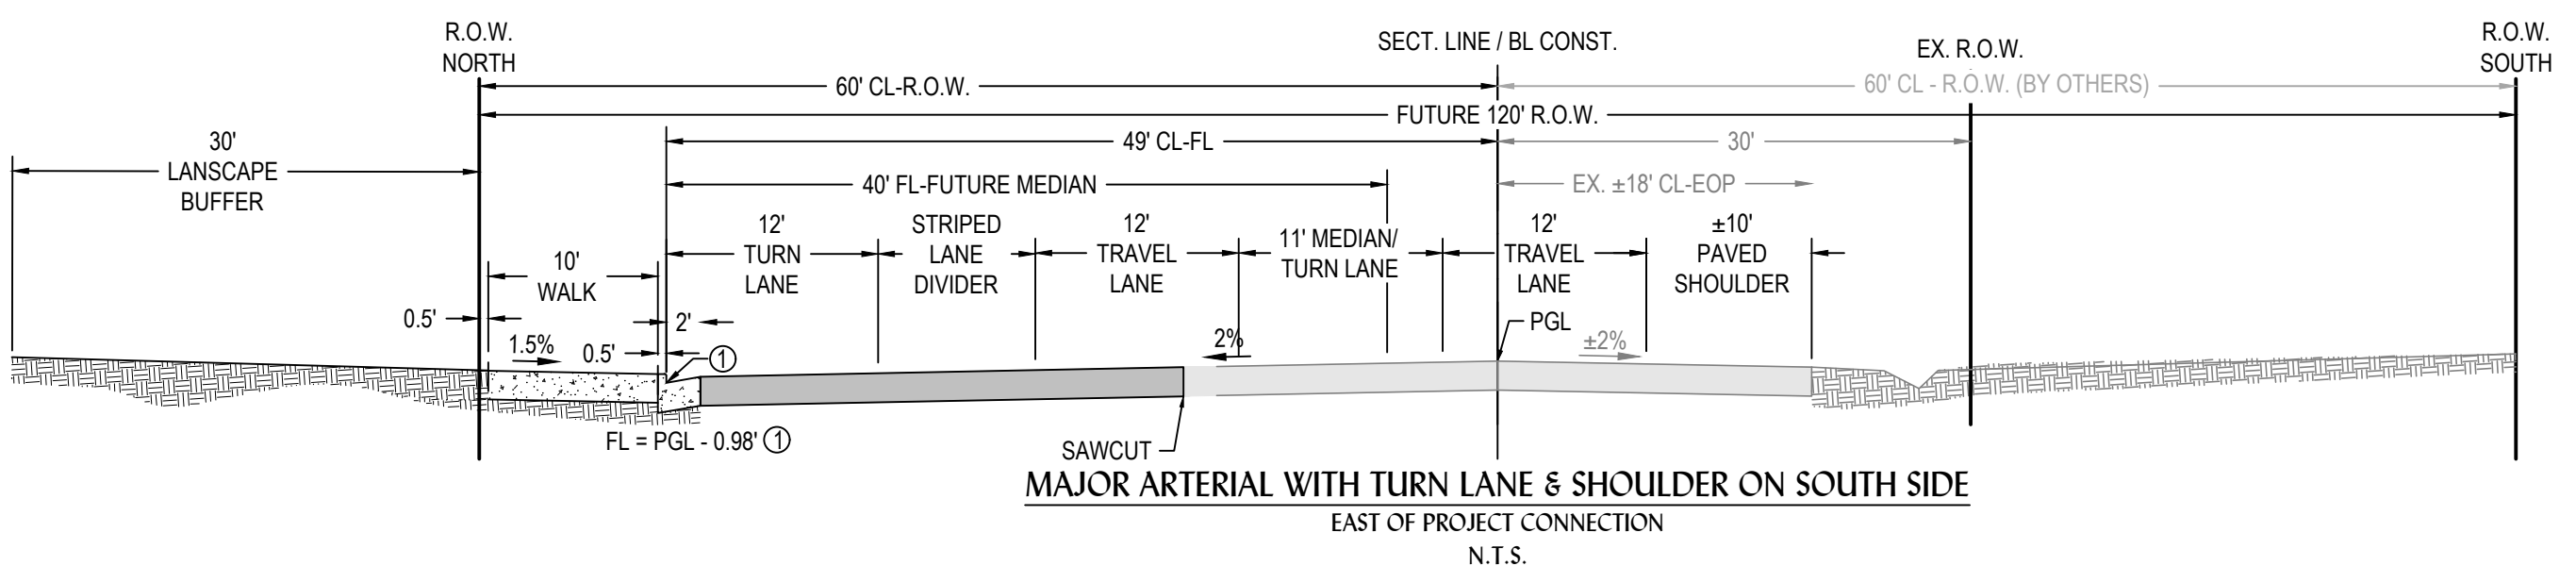 R.O.W.
NORTH
SECT. LINE / BL CONST.
EX. R.O.W.
R.O.W.
SOUTH
60' CL-R.O.W.
60' CL - R.O.W. (BY OTHERS)
FUTURE 120' R.O.W.
30'
LANSCAPE
BUFFER
49' CL-FL
30'
40' FL-FUTURE MEDIAN
EX. ±18' CL-EOP
12'
TURN
LANE
STRIPED
LANE
DIVIDER
12'
TRAVEL
LANE
11' MEDIAN/
TURN LANE
12'
TRAVEL
LANE
±10'
PAVED
SHOULDER
10'
WALK
0.5'
2'
PGL
1.5%
0.5'
1
2%
±2%
FL = PGL - 0.98' 1
SAWCUT
MAJOR ARTERIAL WITH TURN LANE & SHOULDER ON SOUTH SIDE
EAST OF PROJECT CONNECTION
N.T.S.